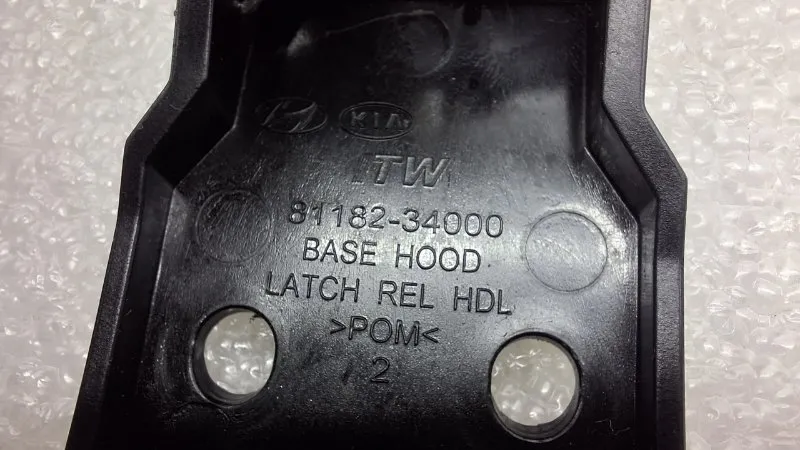 KIA
ITW
81182-34000
BASE HOOD
LATCH REL HDL
>POM<
2